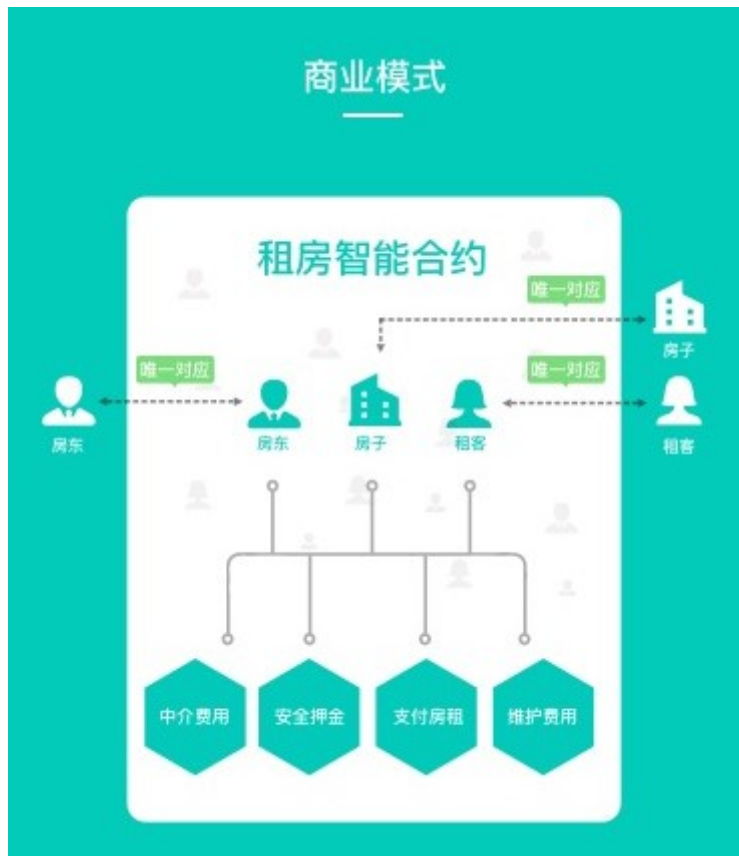 商业模式
租房智能合约
唯一对应
房子
唯一对应
唯一对应
房东
房东
房子
租客
租客
中介费用
安全押金
支付房租
维护费用